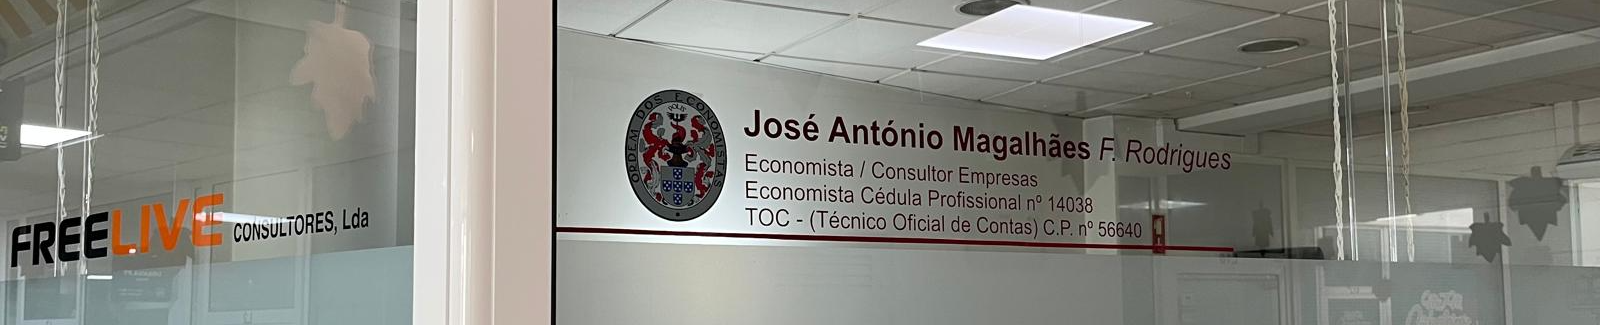 FREELIVE CONSULTORES, Lda
ORDEM DOS ECONOMISTAS
POLIS
José António Magalhães F. Rodrigues
Economista / Consultor Empresas
Economista Cédula Profissional nº 14038
TOC - (Técnico Oficial de Contas) C.P. nº 56640